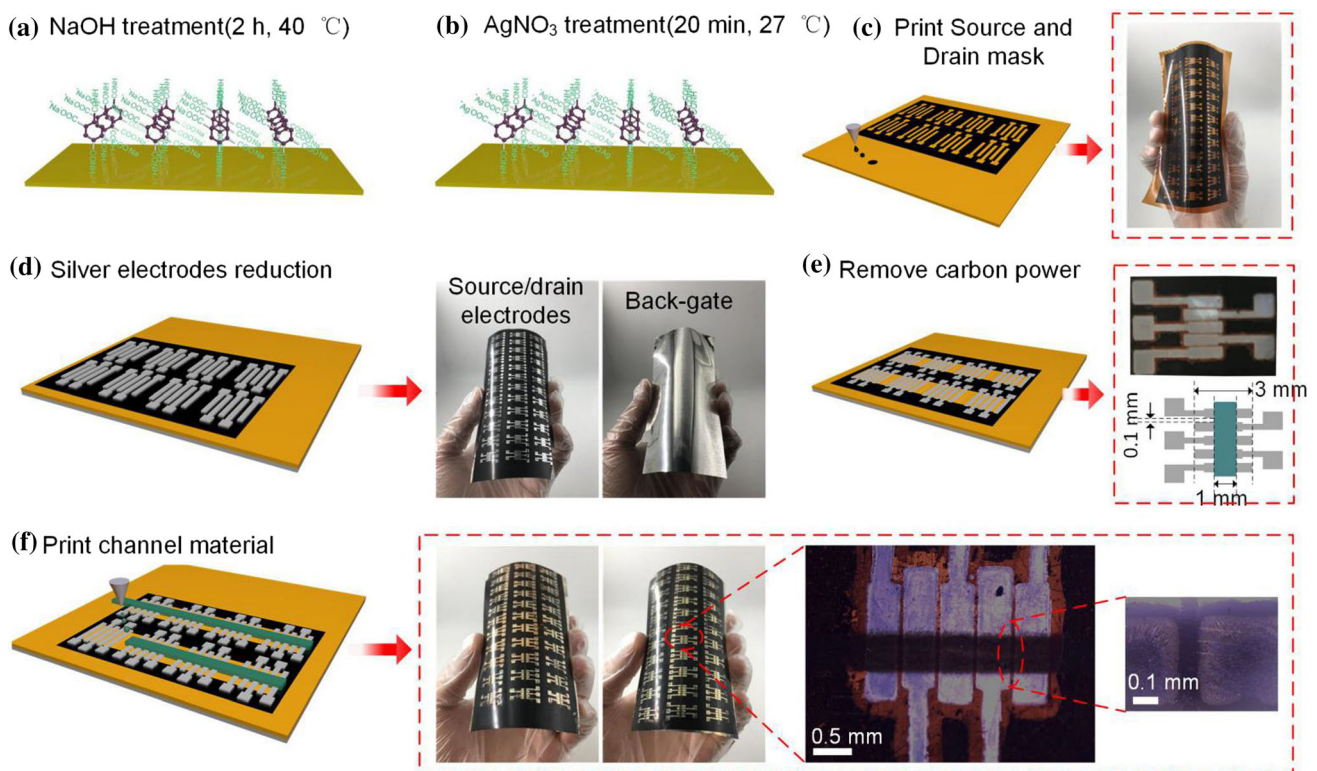 (a) NaOH treatment(2 h, 40 ℃)
(b) AgNO₃ treatment(20 min, 27 ℃)
(c) Print Source and
Drain mask
(d) Silver electrodes reduction
Source/drain
electrodes
Back-gate
(e) Remove carbon power
3 mm
0.1 mm
1 mm
(f) Print channel material
0.5 mm
0.1 mm